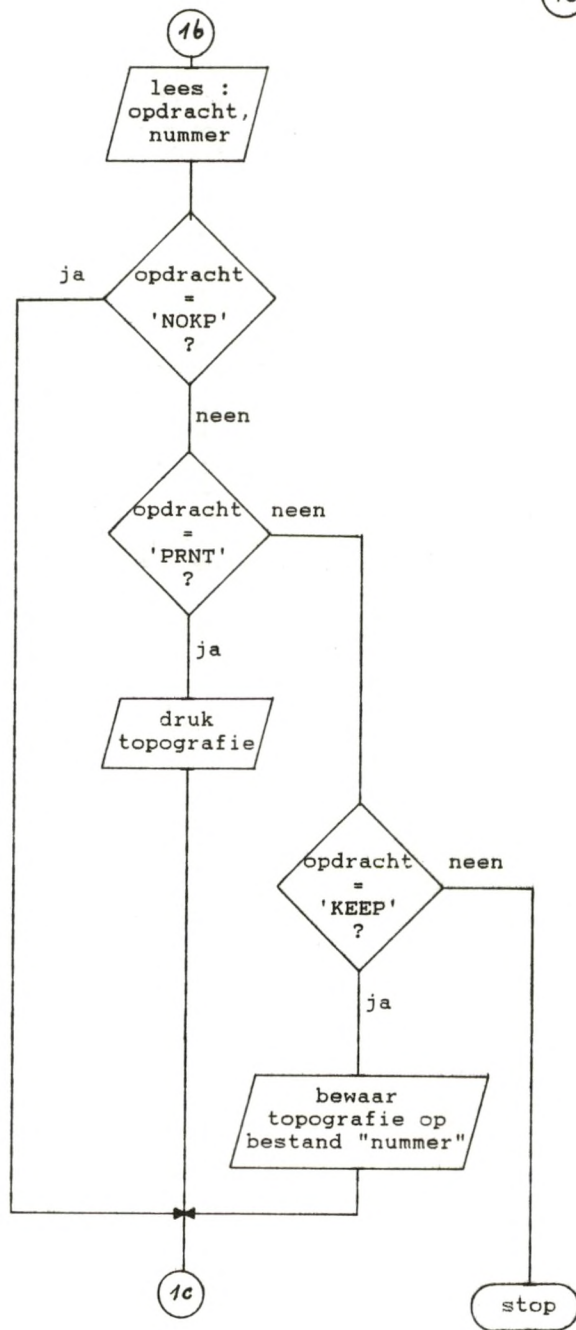 1b
lees :
opdracht,
nummer
ja
opdracht
=
'NOKP'
?
neen
opdracht
=
'PRNT'
?
neen
ja
druk
topografie
opdracht
=
'KEEP'
?
neen
ja
bewaar
topografie op
bestand "nummer"
1c
stop